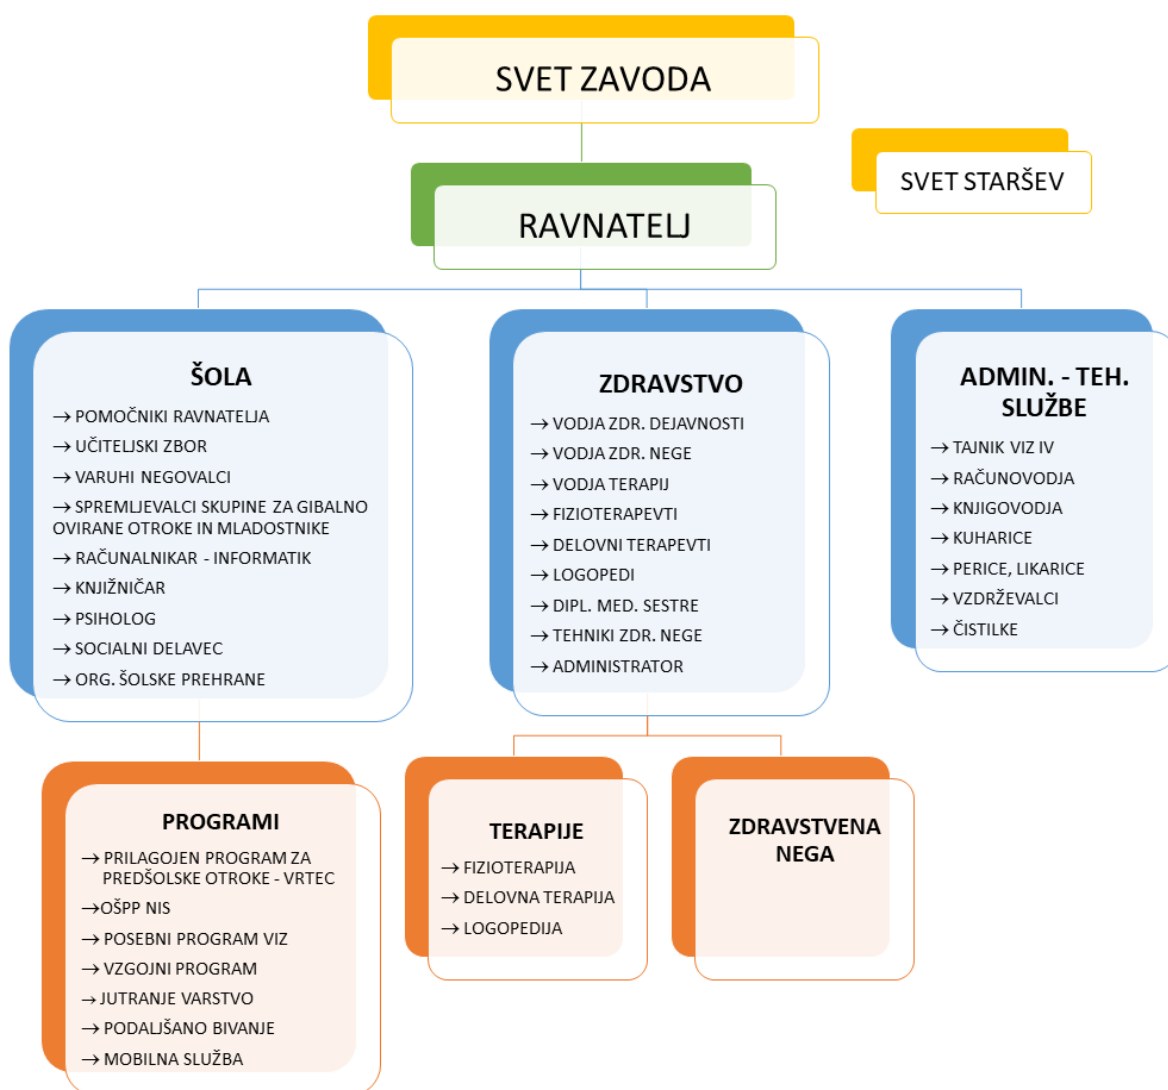 SVET ZAVODA
SVET STARŠEV
RAVNATELJ
ŠOLA
→ POMOČNIKI RAVNATELJA
→ UČITELJSKI ZBOR
→ VARUHI NEGOVALCI
→ SPREMLJEVALCI SKUPINE ZA GIBALNO
OVIRANE OTROKE IN MLADOSTNIKE
→ RAČUNALNIKAR - INFORMATIK
→ KNJIŽNIČAR
→ PSIHOLOG
→ SOCIALNI DELAVEC
→ ORG. ŠOLSKE PREHRANE
ZDRAVSTVO
→ VODJA ZDR. DEJAVNOSTI
→ VODJA ZDR. NEGE
→ VODJA TERAPIJ
→ FIZIOTERAPEVTI
→ DELOVNI TERAPEVTI
→ LOGOPEDI
→ DIPL. MED. SESTRE
→ TEHNIKI ZDR. NEGE
→ ADMINISTRATOR
ADMIN. - TEH.
SLUŽBE
→ TAJNIK VIZ IV
→ RAČUNOVODJA
→ KNJIGOVODJA
→ KUHARICE
→ PERICE, LIKARICE
→ VZDRŽEVALCI
→ ČISTILKE
PROGRAMI
→ PRILAGOJEN PROGRAM ZA
PREDŠOLSKE OTROKE - VRTEC
→OŠPP NIS
→ POSEBNI PROGRAM VIZ
→ VZGOJNI PROGRAM
→ JUTRANJE VARSTVO
→ PODALJŠANO BIVANJE
→ MOBILNA SLUŽBA
TERAPIJE
→ FIZIOTERAPIJA
→ DELOVNA TERAPIJA
→ LOGOPEDIJA
ZDRAVSTVENA
NEGA